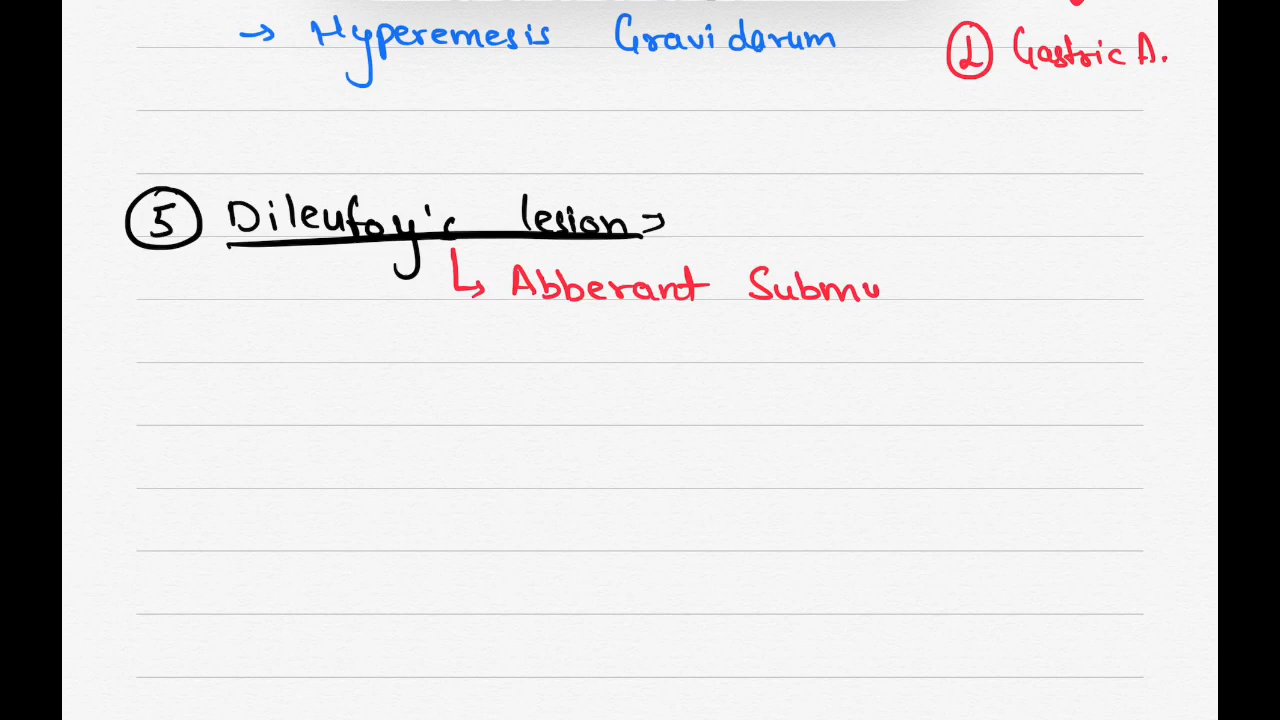 → Hyperemesis Gravidarum
① Gastric A.
⑤ Dileufoy's lesion →
↳ Abberant Submu